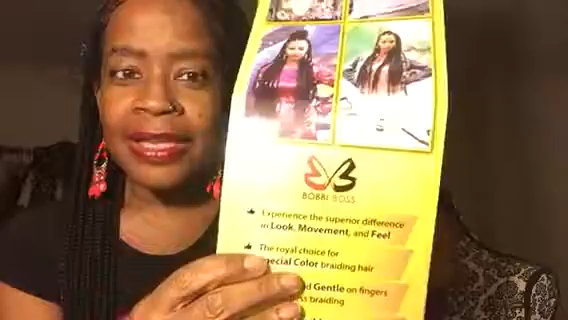 BOBBI BOSS
Experience the superior difference
in Look, Movement, and Feel
The royal choice for
Special Color braiding hair
Gentle on fingers
braiding